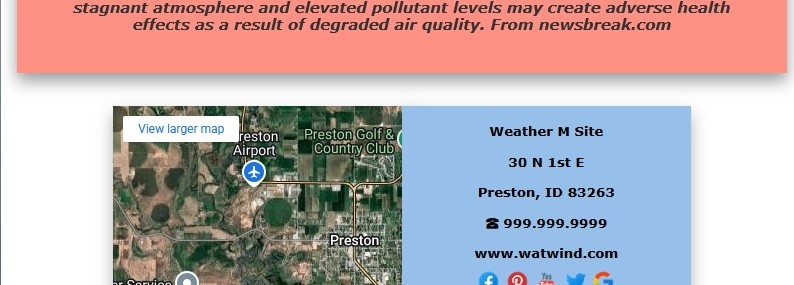 stagnant atmosphere and elevated pollutant levels may create adverse health
effects as a result of degraded air quality. From newsbreak.com
View larger map
reston
Airport
Preston Golf &
Country Club
Preston
er Service
Weather M Site
30 N 1st E
Preston, ID 83263
☎ 999.999.9999
www.watwind.com
You